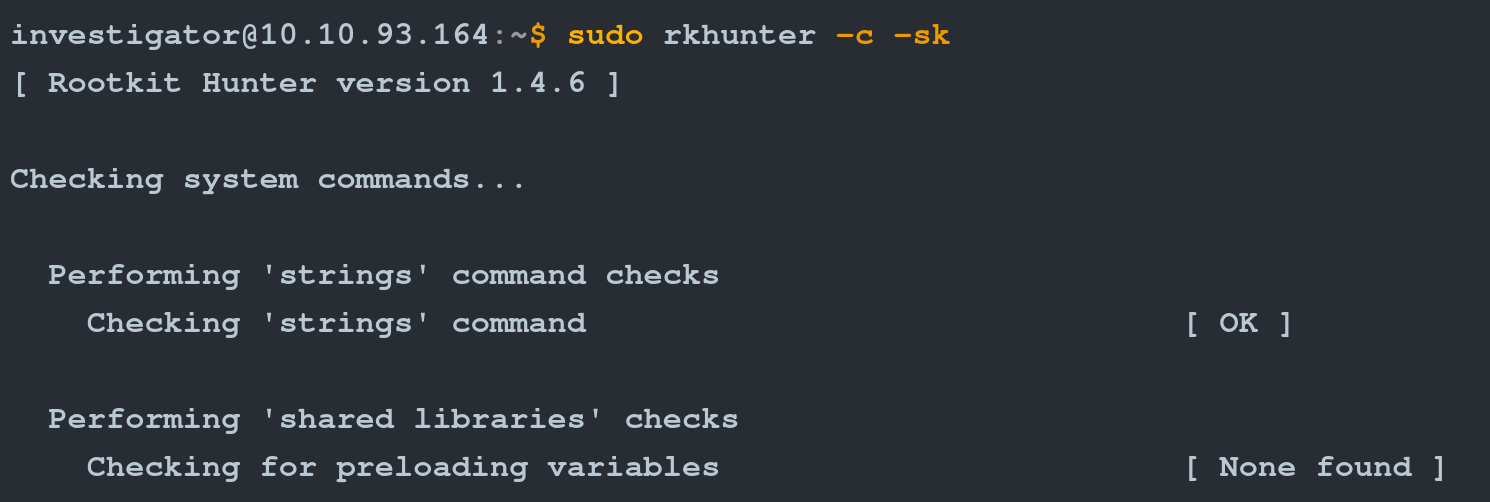 investigator@10.10.93.164:~$ sudo rkhunter -c -sk
[ Rootkit Hunter version 1.4.6 ]
Checking system commands...
Performing 'strings' command checks
Checking 'strings' command [ OK ]
Performing 'shared libraries' checks
Checking for preloading variables [ None found ]